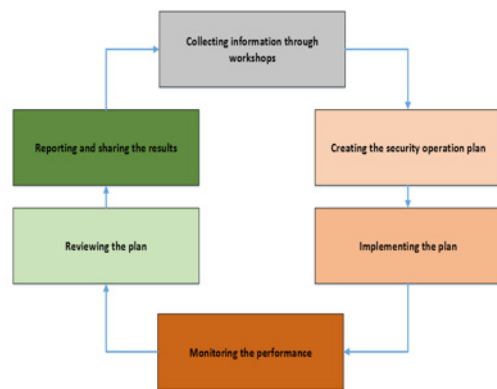 Collecting information through
workshops
Creating the security operation plan
Implementing the plan
Monitoring the performance
Reviewing the plan
Reporting and sharing the results